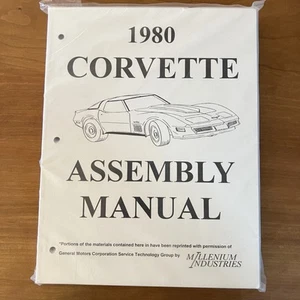 1980
CORVETTE
ASSEMBLY
MANUAL
"Portions of the materials contained here in have been reprinted with permission of
General Motors Corporation Service Technology Group by
MILLENIUM
INDUSTRIES